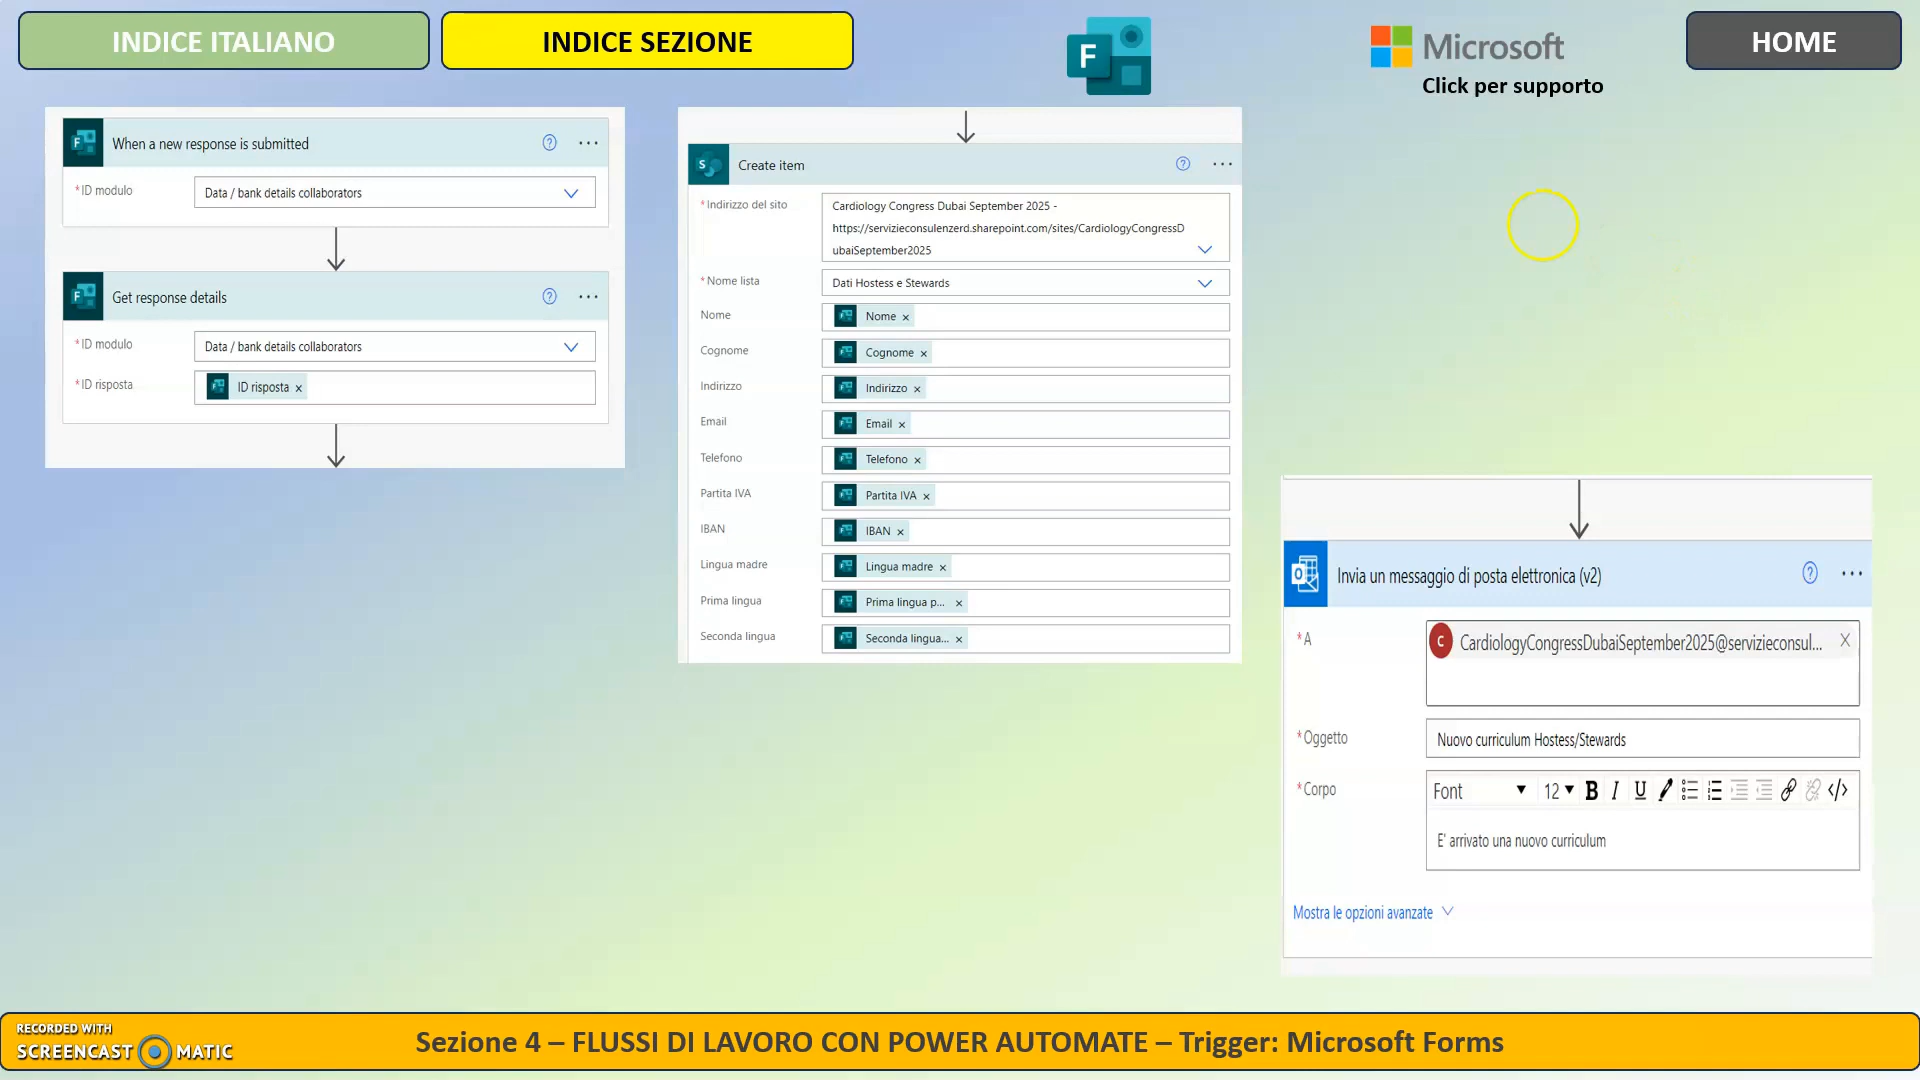 INDICE ITALIANO
INDICE SEZIONE
F
Microsoft
Click per supporto
HOME
F
When a new response is submitted
? ...
*ID modulo
Data / bank details collaborators
F
Get response details
? ...
*ID modulo
Data / bank details collaborators
*ID risposta
ID risposta ×
S
Create item
? ...
*Indirizzo del sito
Cardiology Congress Dubai September 2025 -
https://servizieconsulenzerd.sharepoint.com/sites/CardiologyCongressD
ubaiSeptember2025
*Nome lista
Dati Hostess e Stewards
Nome
Nome ×
Cognome
Cognome ×
Indirizzo
Indirizzo ×
Email
Email ×
Telefono
Telefono ×
Partita IVA
Partita IVA ×
IBAN
IBAN ×
Lingua madre
Lingua madre ×
Prima lingua
Prima lingua p... ×
Seconda lingua
Seconda lingua... ×
Invia un messaggio di posta elettronica (v2)
? ...
*A
C CardiologyCongressDubaiSeptember2025@servizieconsul... X
*Oggetto
Nuovo curriculum Hostess/Stewards
*Corpo
Font 12 B I U </>
E' arrivato una nuovo curriculum
Mostra le opzioni avanzate
RECORDED WITH
SCREENCAST MATIC
Sezione 4 – FLUSSI DI LAVORO CON POWER AUTOMATE – Trigger: Microsoft Forms